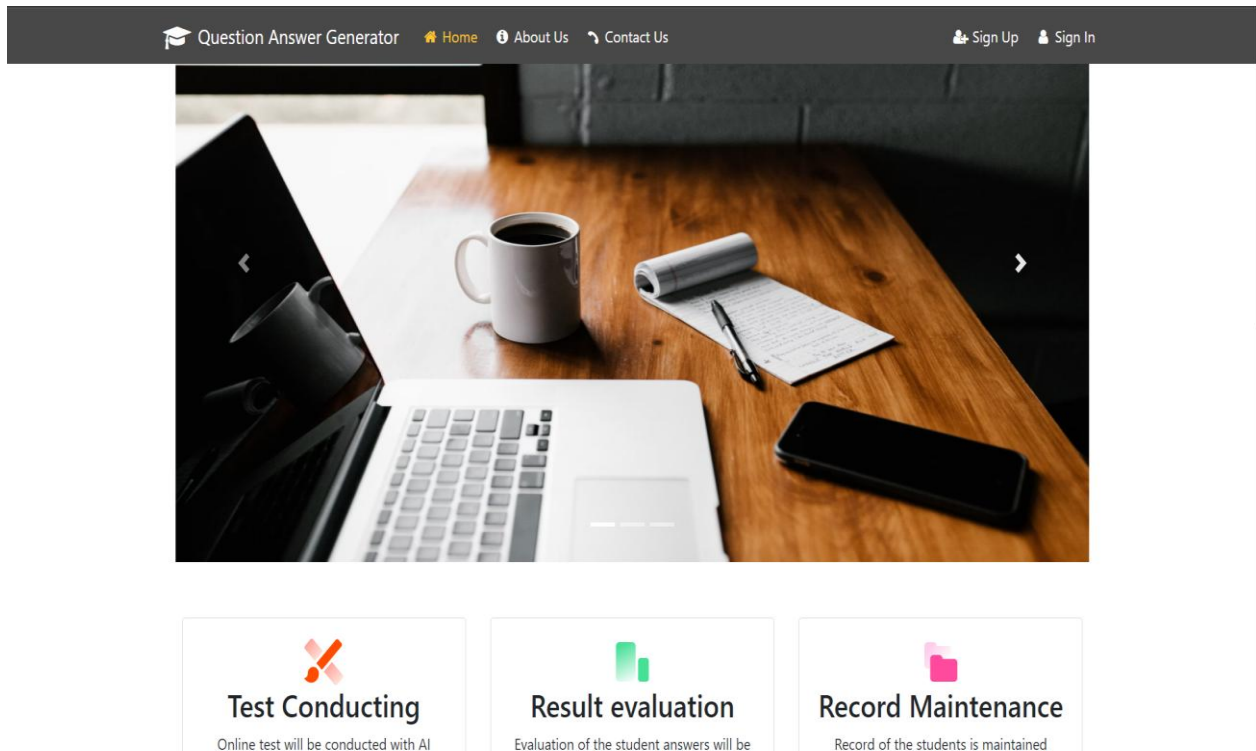 Question Answer Generator Home About Us Contact Us Sign Up Sign In
Test Conducting
Online test will be conducted with AI
Result evaluation
Evaluation of the student answers will be
Record Maintenance
Record of the students is maintained